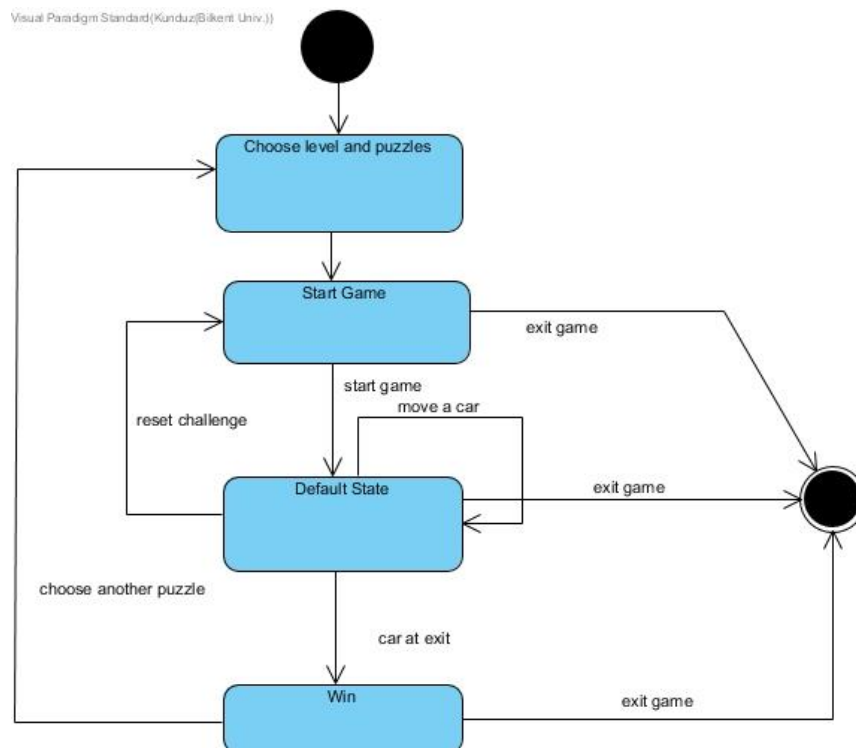 Visual Paradigm Standard(Kunduz(Bilkent Univ.))
Choose level and puzzles
Start Game
exit game
start game
move a car
reset challenge
Default State
exit game
choose another puzzle
car at exit
Win
exit game